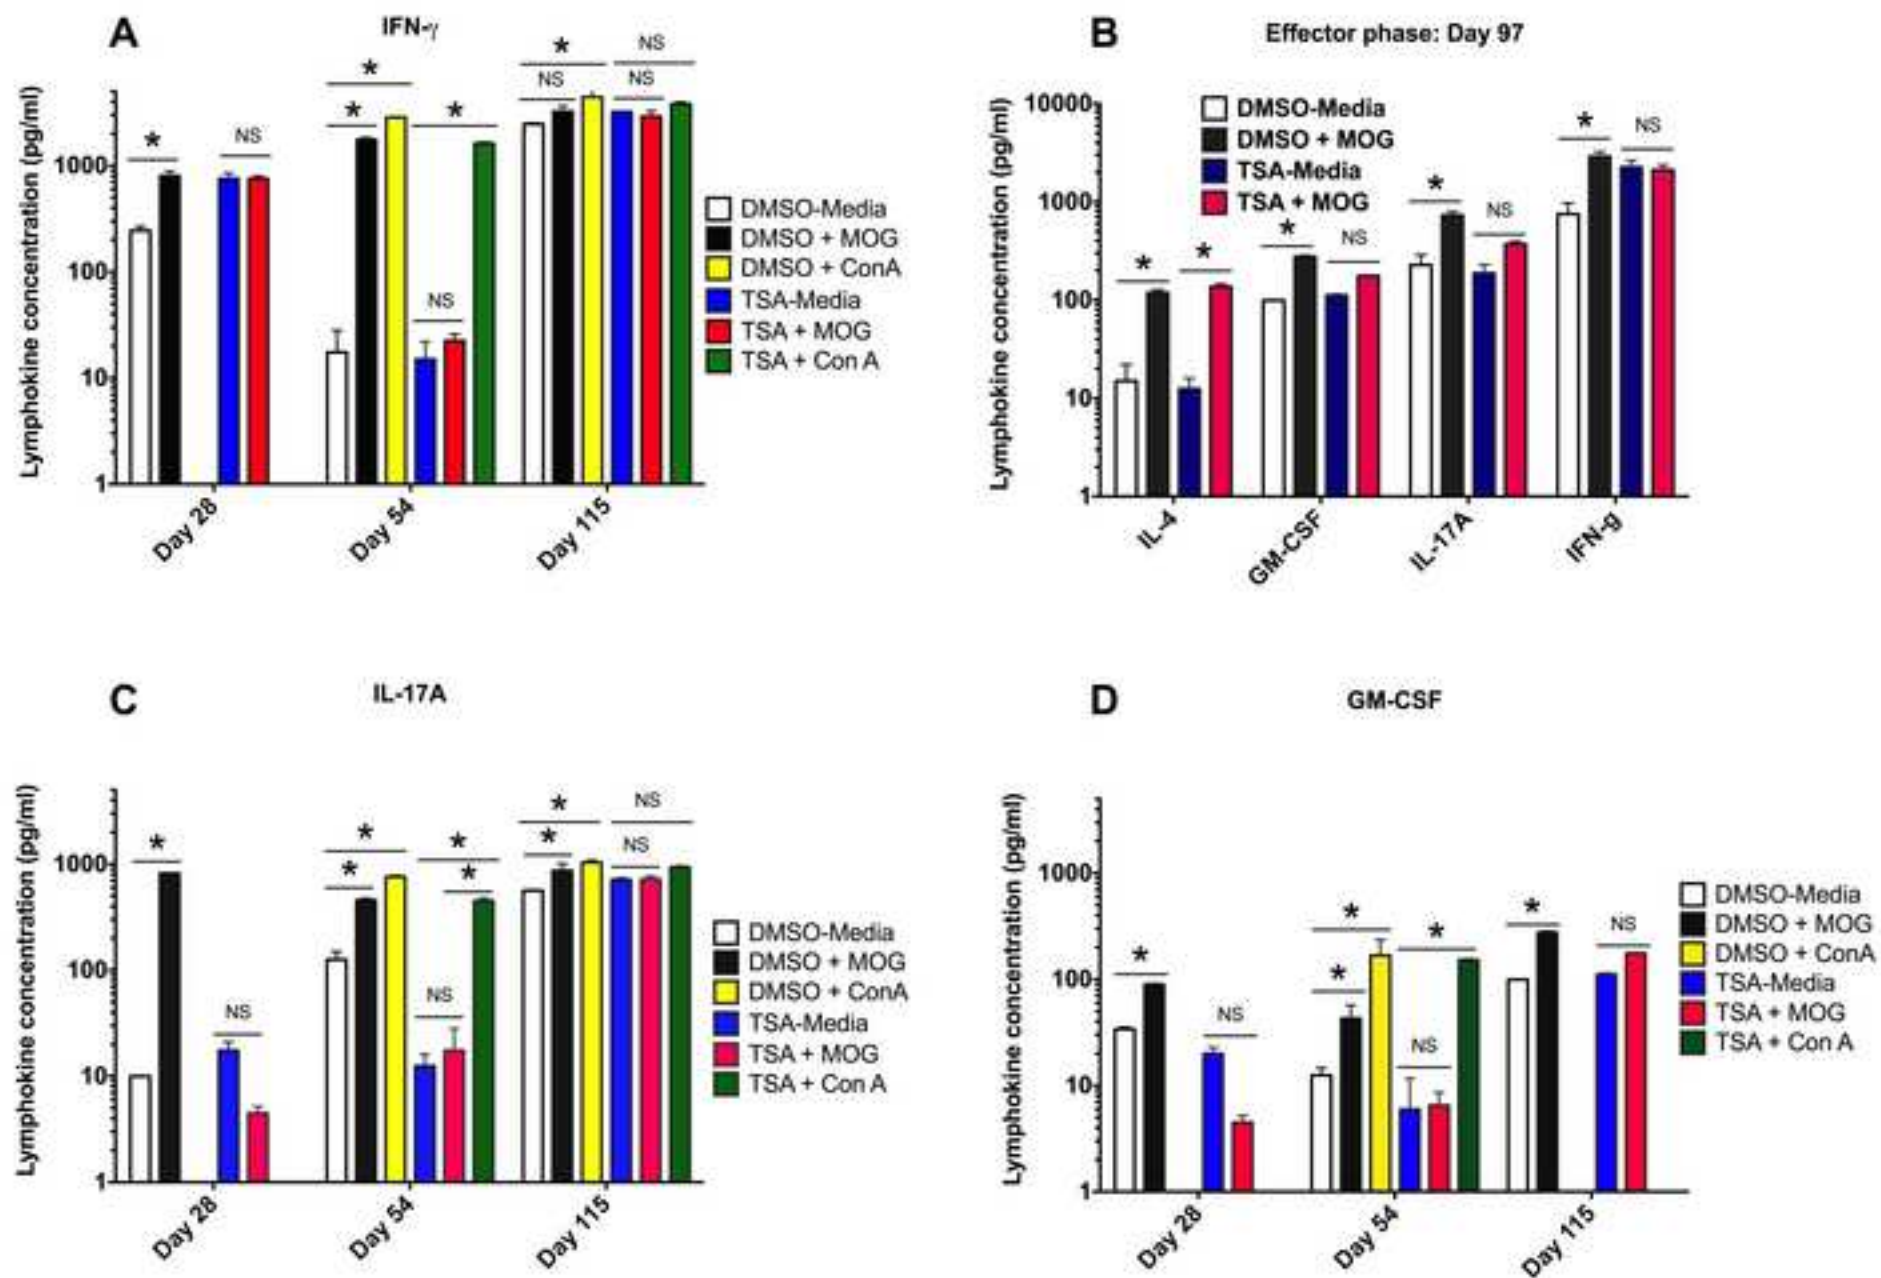 A
IFN-γ
Lymphokine concentration (pg/ml)
1000
100
10
1
*
NS
*
*
*
NS
*
NS
NS
NS
Day 28
Day 54
Day 115
DMSO-Media
DMSO + MOG
DMSO + ConA
TSA-Media
TSA + MOG
TSA + Con A
B
Effector phase: Day 97
Lymphokine concentration (pg/ml)
10000
1000
100
10
1
DMSO-Media
DMSO + MOG
TSA-Media
TSA + MOG
*
*
*
NS
*
NS
*
NS
IL-4
GM-CSF
IL-17A
IFN-g
C
IL-17A
Lymphokine concentration (pg/ml)
1000
100
10
1
*
NS
*
*
*
*
NS
*
*
NS
NS
Day 28
Day 54
Day 115
DMSO-Media
DMSO + MOG
DMSO + ConA
TSA-Media
TSA + MOG
TSA + Con A
D
GM-CSF
Lymphokine concentration (pg/ml)
1000
100
10
1
*
NS
*
*
*
NS
*
NS
Day 28
Day 54
Day 115
DMSO-Media
DMSO + MOG
DMSO + ConA
TSA-Media
TSA + MOG
TSA + Con A